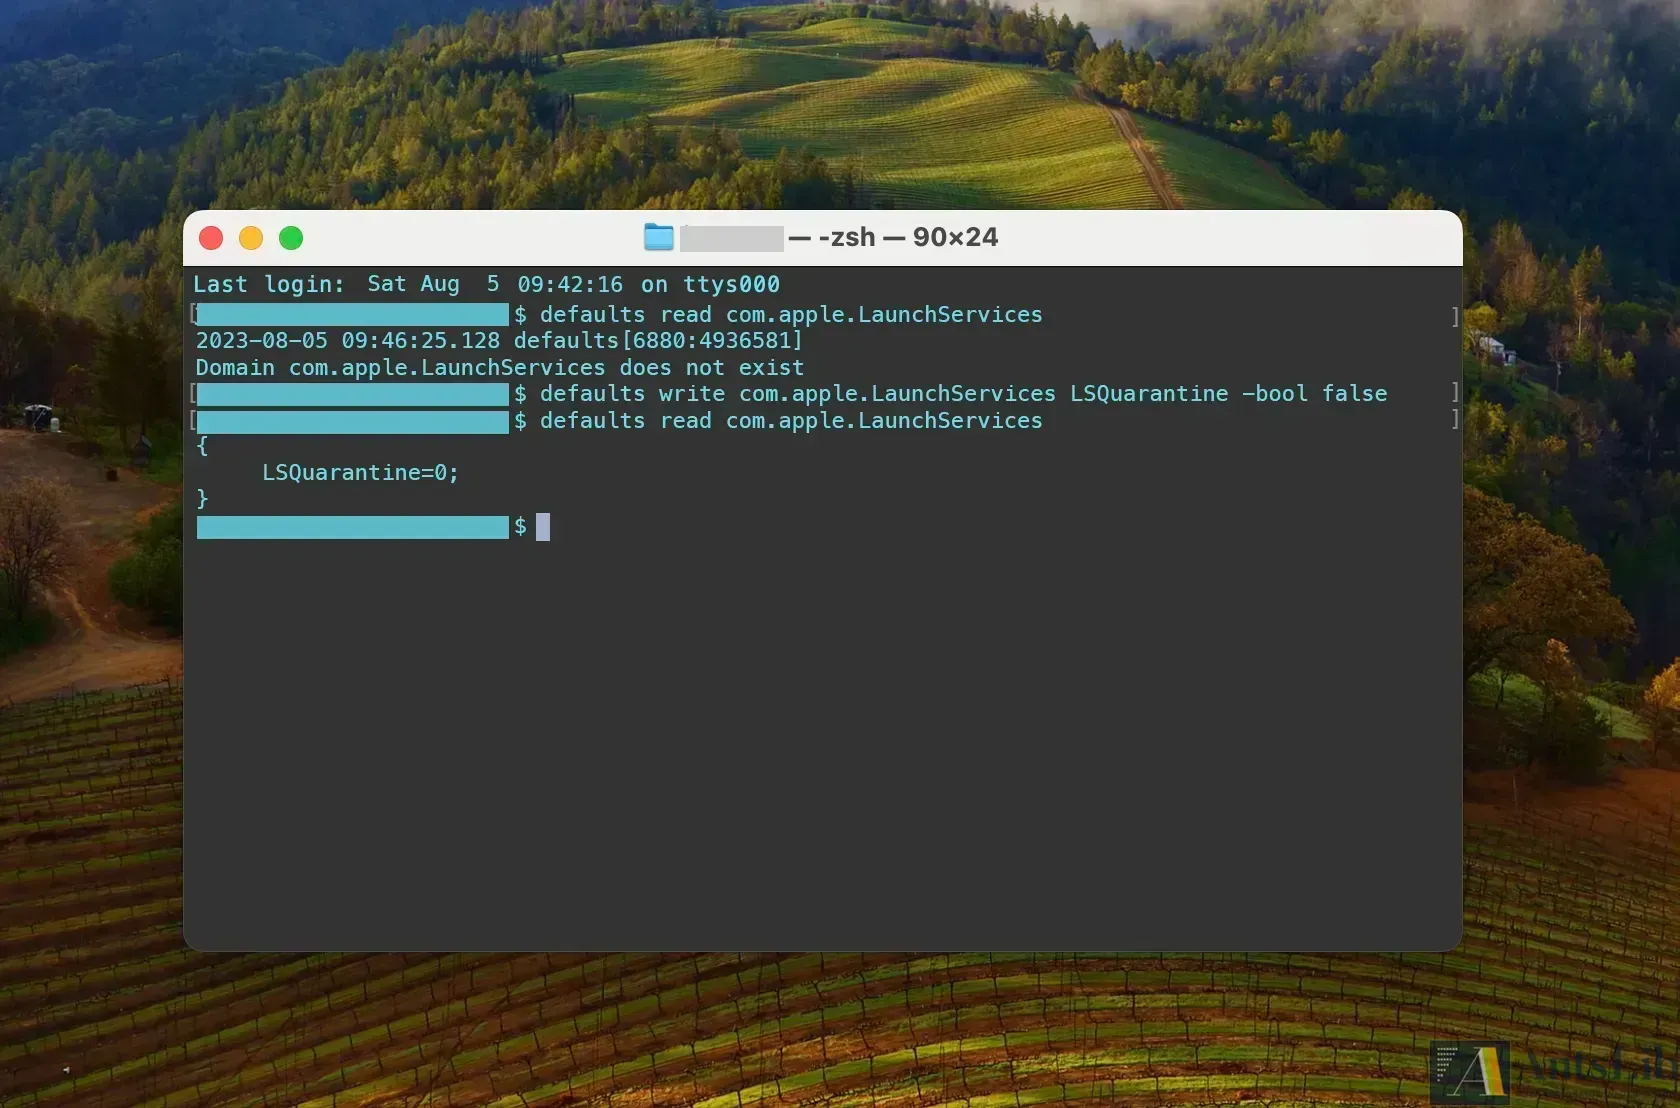 — -zsh — 90×24
Last login: Sat Aug 5 09:42:16 on ttys000
[ $ defaults read com.apple.LaunchServices ]
2023-08-05 09:46:25.128 defaults[6880:4936581]
Domain com.apple.LaunchServices does not exist
[ $ defaults write com.apple.LaunchServices LSQuarantine -bool false ]
[ $ defaults read com.apple.LaunchServices ]
{
LSQuarantine=0;
}
$
A AntsLib